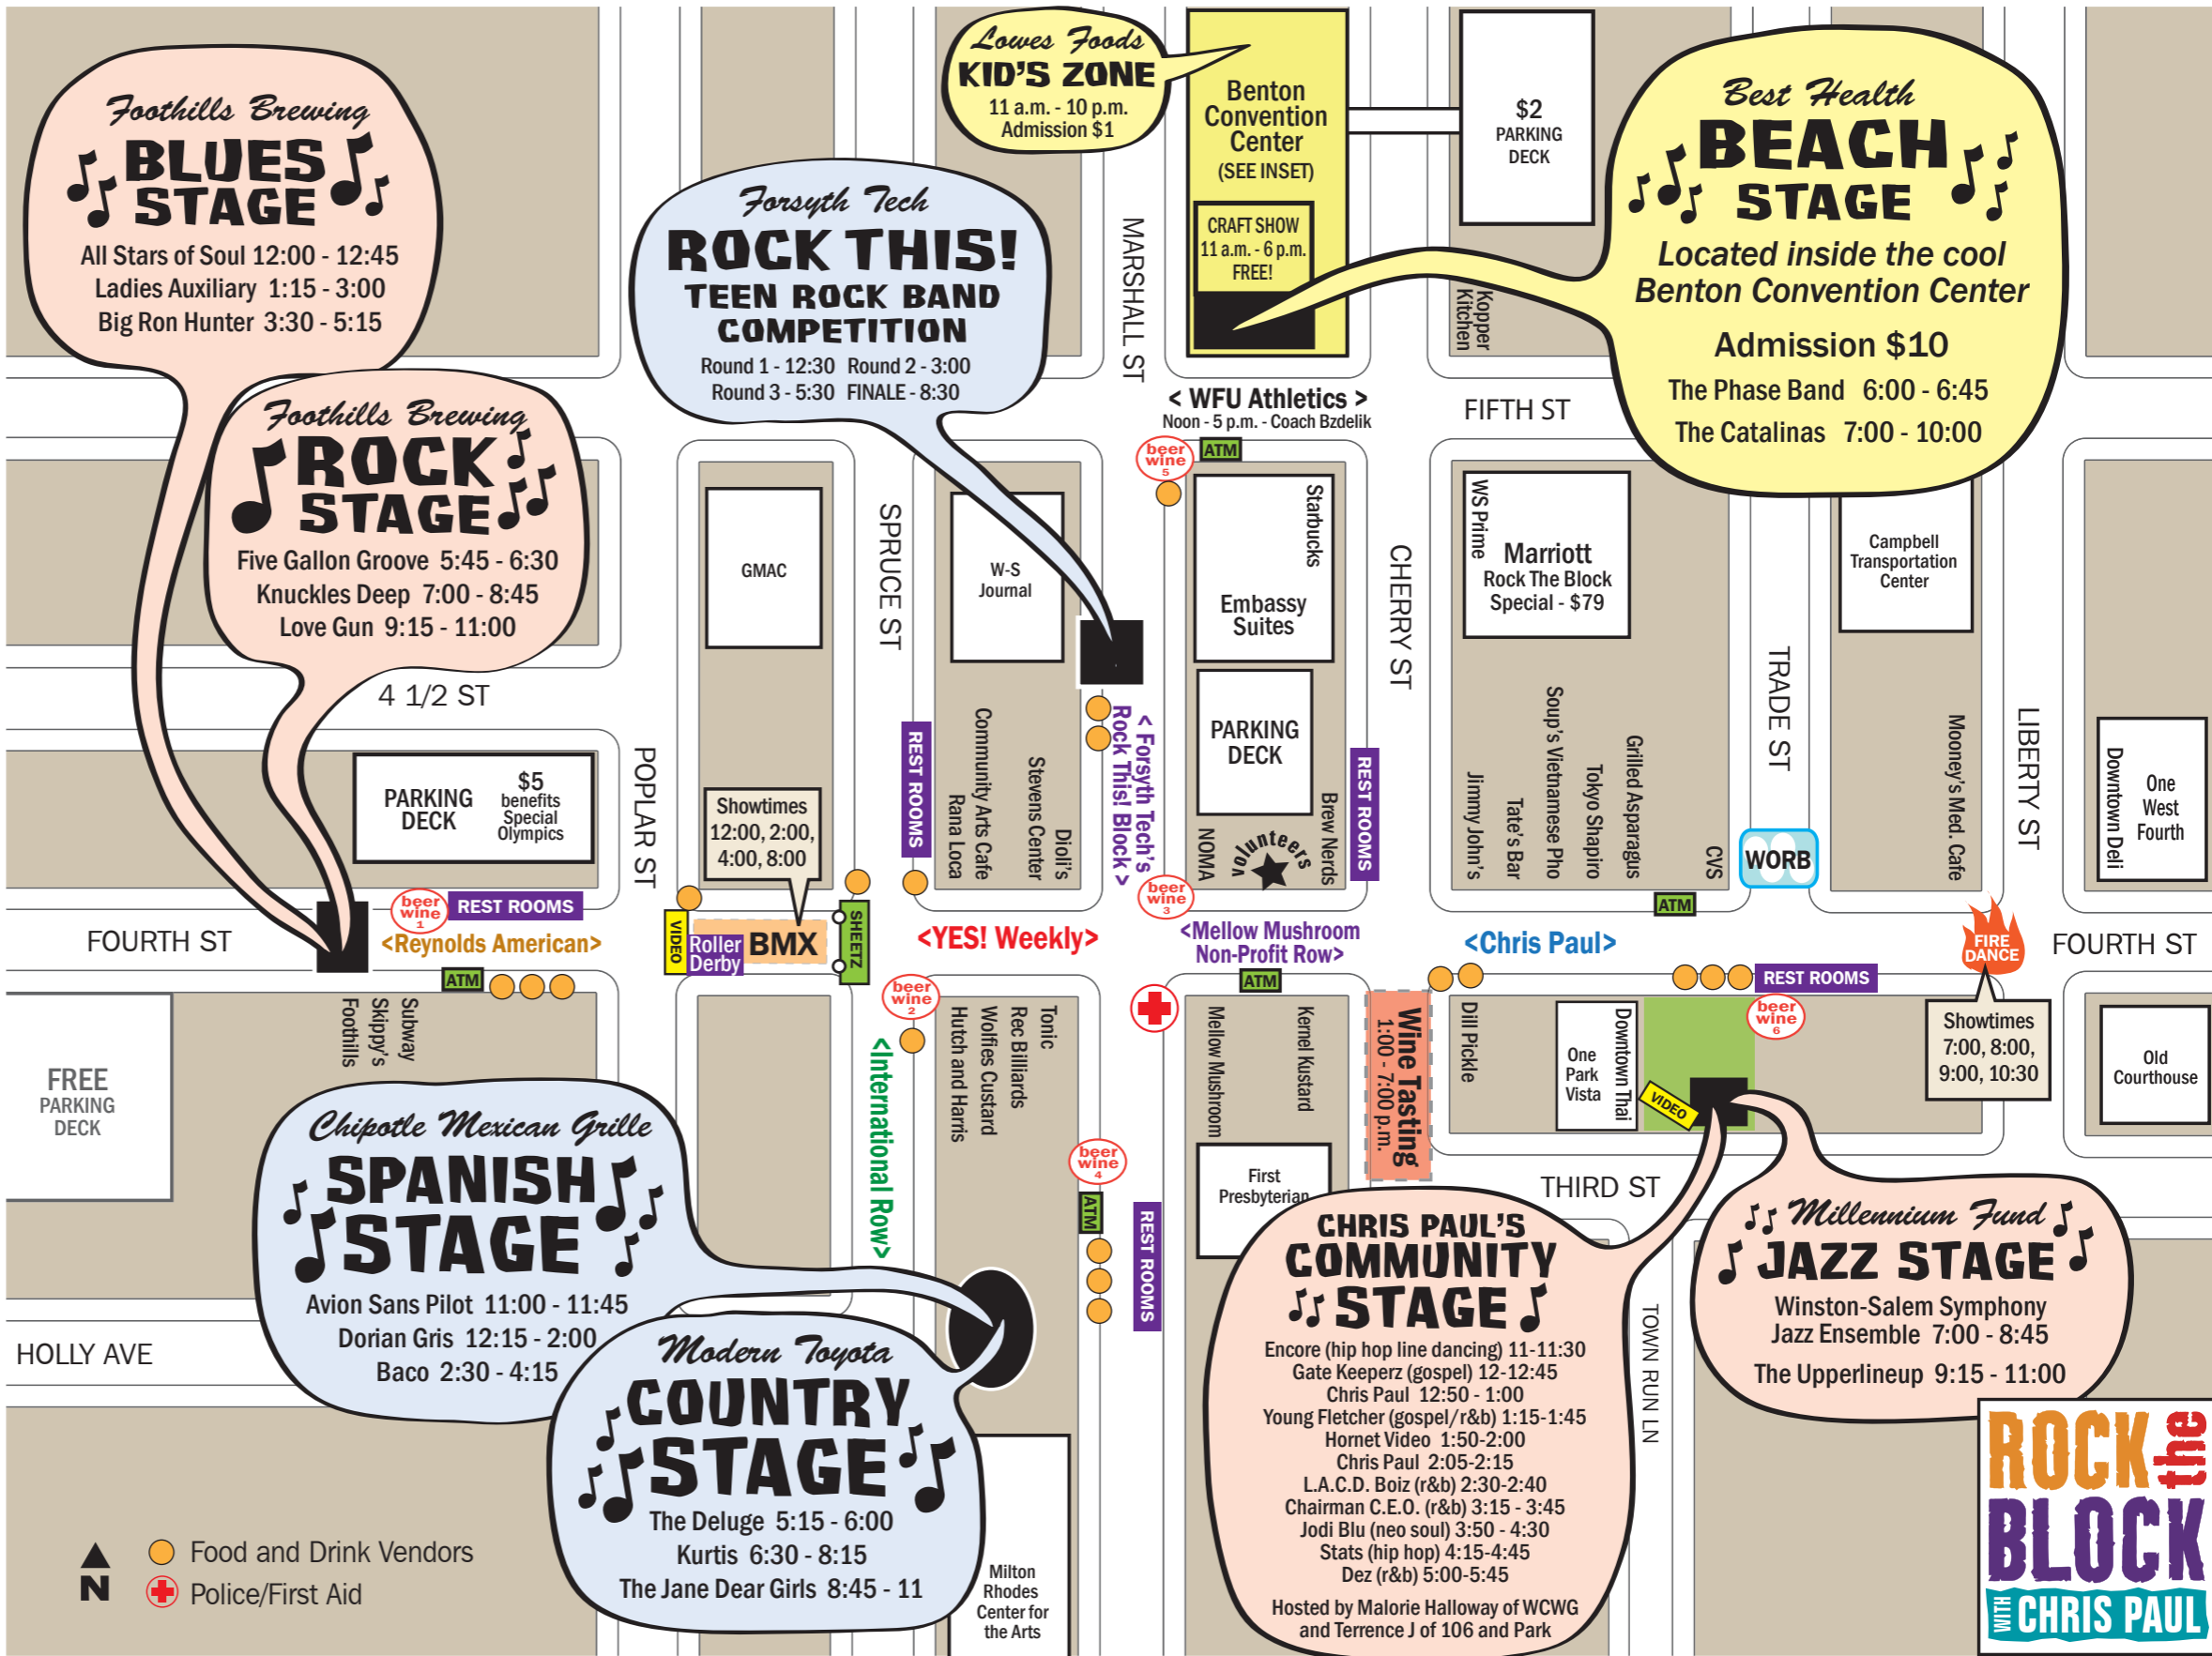 Foothills Brewing
BLUES
STAGE
All Stars of Soul 12:00 - 12:45
Ladies Auxiliary 1:15 - 3:00
Big Ron Hunter 3:30 - 5:15
Foothills Brewing
ROCK
STAGE
Five Gallon Groove 5:45 - 6:30
Knuckles Deep 7:00 - 8:45
Love Gun 9:15 - 11:00
Lowes Foods
KID'S ZONE
11 a.m. - 10 p.m.
Admission $1
Forsyth Tech
ROCK THIS!
TEEN ROCK BAND
COMPETITION
Round 1 - 12:30 Round 2 - 3:00
Round 3 - 5:30 FINALE - 8:30
Benton
Convention
Center
(SEE INSET)
CRAFT SHOW
11 a.m. - 6 p.m.
FREE!
$2
PARKING
DECK
Kopper
Kitchen
Best Health
BEACH
STAGE
Located inside the cool
Benton Convention Center
Admission $10
The Phase Band 6:00 - 6:45
The Catalinas 7:00 - 10:00
MARSHALL ST
< WFU Athletics >
Noon - 5 p.m. - Coach Bzdelik
FIFTH ST
beer
wine
5
ATM
GMAC
SPRUCE ST
W-S
Journal
Starbucks
Embassy
Suites
CHERRY ST
WS Prime
Marriott
Rock The Block
Special - $79
Campbell
Transportation
Center
4 1/2 ST
PARKING
DECK
$5
benefits
Special
Olympics
POPLAR ST
Showtimes
12:00, 2:00,
4:00, 8:00
REST ROOMS
Rana Loca
Community Arts Cafe
Stevens Center
Dioli's
< Forsyth Tech's
Rock This! Block >
PARKING
DECK
NOMA
volunteers
Brew Nerds
REST ROOMS
Jimmy John's
Tate's Bar
Soup's Vietnamese Pho
Tokyo Shapiro
Grilled Asparagus
CVS
TRADE ST
WORB
Mooney's Med. Cafe
LIBERTY ST
Downtown Deli
One
West
Fourth
FOURTH ST
beer
wine
1
REST ROOMS
<Reynolds American>
ATM
VIDEO
Roller
Derby
BMX
SHEETZ
<YES! Weekly>
beer
wine
3
<Mellow Mushroom
Non-Profit Row>
ATM
<Chris Paul>
ATM
FIRE
DANCE
FOURTH ST
FREE
PARKING
DECK
Foothills
Skippy's
Subway
beer
wine
2
<International Row>
Hutch and Harris
Wolfies Custard
Rec Billiards
Tonic
beer
wine
4
ATM
REST ROOMS
Mellow Mushroom
Kernel Kustard
First
Presbyterian
Wine Tasting
1:00 - 7:00 p.m.
Dill Pickle
One
Park
Vista
Downtown Thai
VIDEO
REST ROOMS
beer
wine
6
Showtimes
7:00, 8:00,
9:00, 10:30
Old
Courthouse
THIRD ST
Chipotle Mexican Grille
SPANISH
STAGE
Avion Sans Pilot 11:00 - 11:45
Dorian Gris 12:15 - 2:00
Baco 2:30 - 4:15
HOLLY AVE
Modern Toyota
COUNTRY
STAGE
The Deluge 5:15 - 6:00
Kurtis 6:30 - 8:15
The Jane Dear Girls 8:45 - 11
Milton
Rhodes
Center for
the Arts
CHRIS PAUL'S
COMMUNITY
STAGE
Encore (hip hop line dancing) 11-11:30
Gate Keeperz (gospel) 12-12:45
Chris Paul 12:50 - 1:00
Young Fletcher (gospel/r&b) 1:15-1:45
Hornet Video 1:50-2:00
Chris Paul 2:05-2:15
L.A.C.D. Boiz (r&b) 2:30-2:40
Chairman C.E.O. (r&b) 3:15 - 3:45
Jodi Blu (neo soul) 3:50 - 4:30
Stats (hip hop) 4:15-4:45
Dez (r&b) 5:00-5:45
Hosted by Malorie Halloway of WCWG
and Terrence J of 106 and Park
TOWN RUN LN
Millennium Fund
JAZZ STAGE
Winston-Salem Symphony
Jazz Ensemble 7:00 - 8:45
The Upperlineup 9:15 - 11:00
N
Food and Drink Vendors
Police/First Aid
ROCK the
BLOCK
WITH CHRIS PAUL